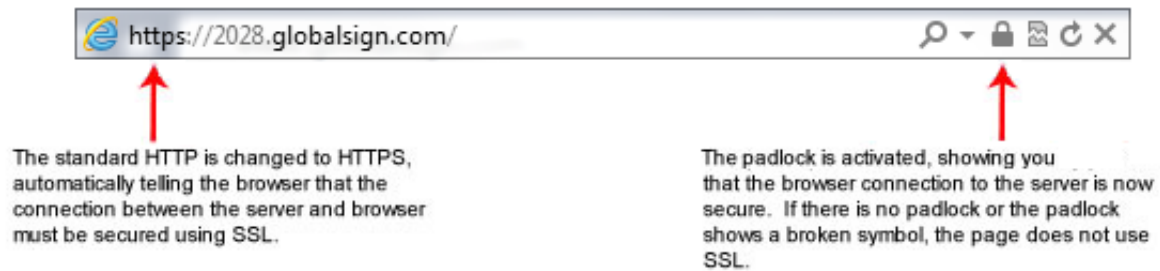 https://2028.globalsign.com/
The standard HTTP is changed to HTTPS,
automatically telling the browser that the
connection between the server and browser
must be secured using SSL.
The padlock is activated, showing you
that the browser connection to the server is now
secure.  If there is no padlock or the padlock
shows a broken symbol, the page does not use
SSL.